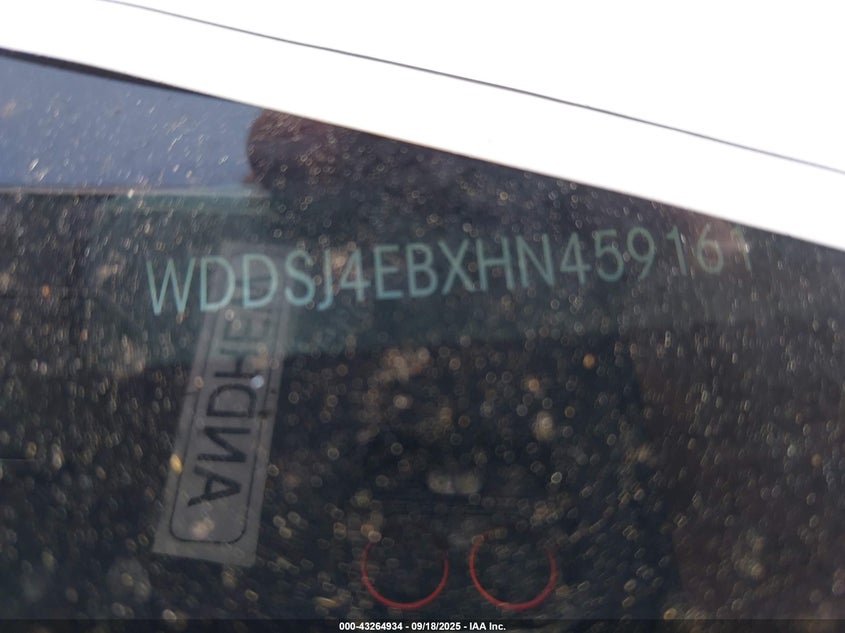 WDDSJ4EBXHN459161
000-43264934 - 09/18/2025 - IAA Inc.